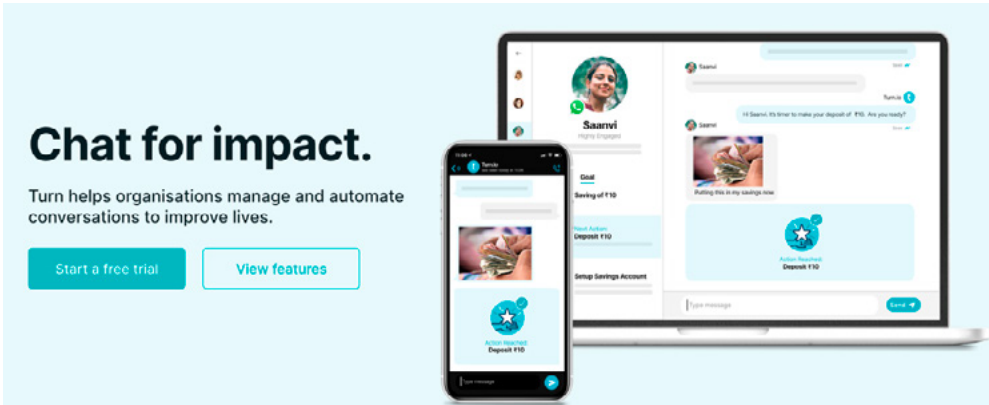 Chat for impact.
Turn helps organisations manage and automate
conversations to improve lives.
Start a free trial
View features
Turn.io
Action Reached
Deposit ₹10
Type message
Saanvi
Highly Engaged
Goal
Saving of ₹10
Next Action
Deposit ₹10
Setup Savings Account
Saanvi
Turn.io
Hi Saanvi, it's timer to make your deposit of ₹10. Are you ready?
Saanvi
Putting this in my savings now
Action Reached
Deposit ₹10
Type message
Send